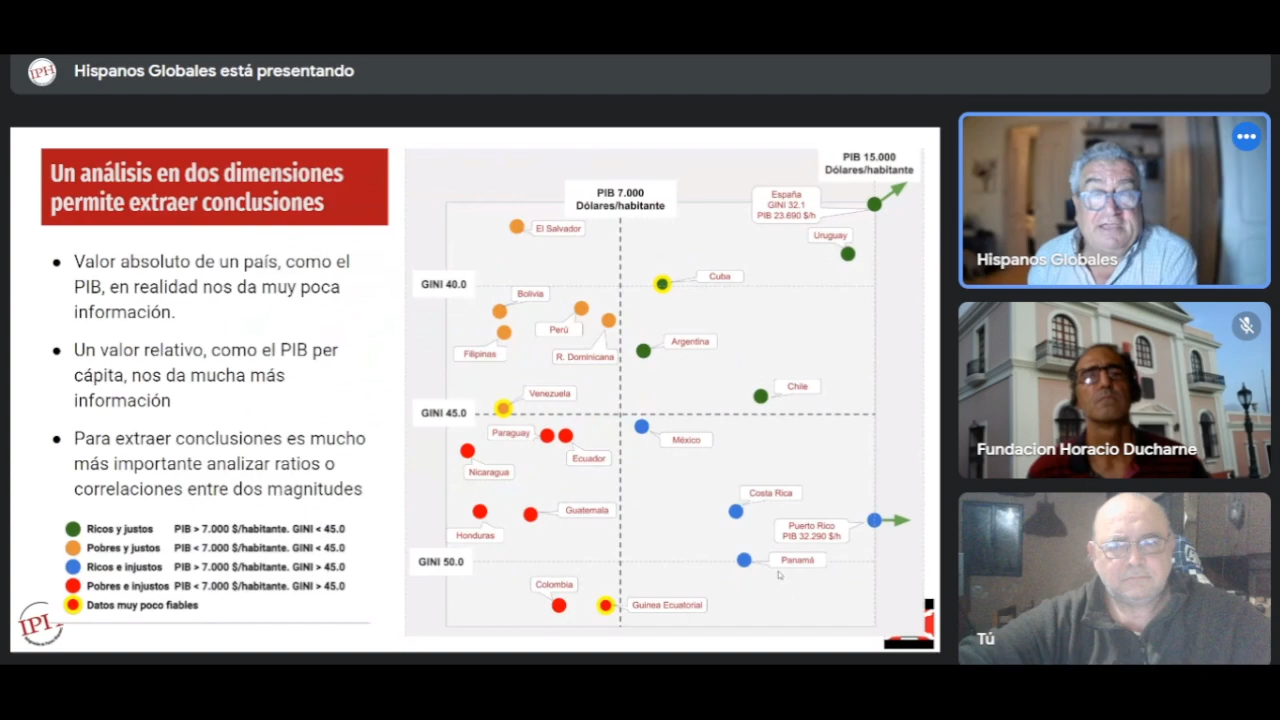 IPH
Hispanos Globales está presentando
Un análisis en dos dimensiones
permite extraer conclusiones
● Valor absoluto de un país, como el
PIB, en realidad nos da muy poca
información.
● Un valor relativo, como el PIB per
cápita, nos da mucha más
información
● Para extraer conclusiones es mucho
más importante analizar ratios o
correlaciones entre dos magnitudes
Ricos y justos PIB > 7.000 $/habitante. GINI < 45.0
Pobres y justos PIB < 7.000 $/habitante. GINI < 45.0
Ricos e injustos PIB > 7.000 $/habitante. GINI > 45.0
Pobres e injustos PIB < 7.000 $/habitante. GINI > 45.0
Datos muy poco fiables
PIB 15.000
Dólares/habitante
PIB 7.000
Dólares/habitante
España
GINI 32.1
PIB 23.690 $/h
El Salvador
Uruguay
GINI 40.0
Cuba
Bolivia
Perú
Filipinas
R. Dominicana
Argentina
Chile
Venezuela
GINI 45.0
Paraguay
México
Ecuador
Nicaragua
Costa Rica
Guatemala
Puerto Rico
PIB 32.290 $/h
Honduras
GINI 50.0
Panamá
Colombia
Guinea Ecuatorial
Hispanos Globales
Fundacion Horacio Ducharne
Tú